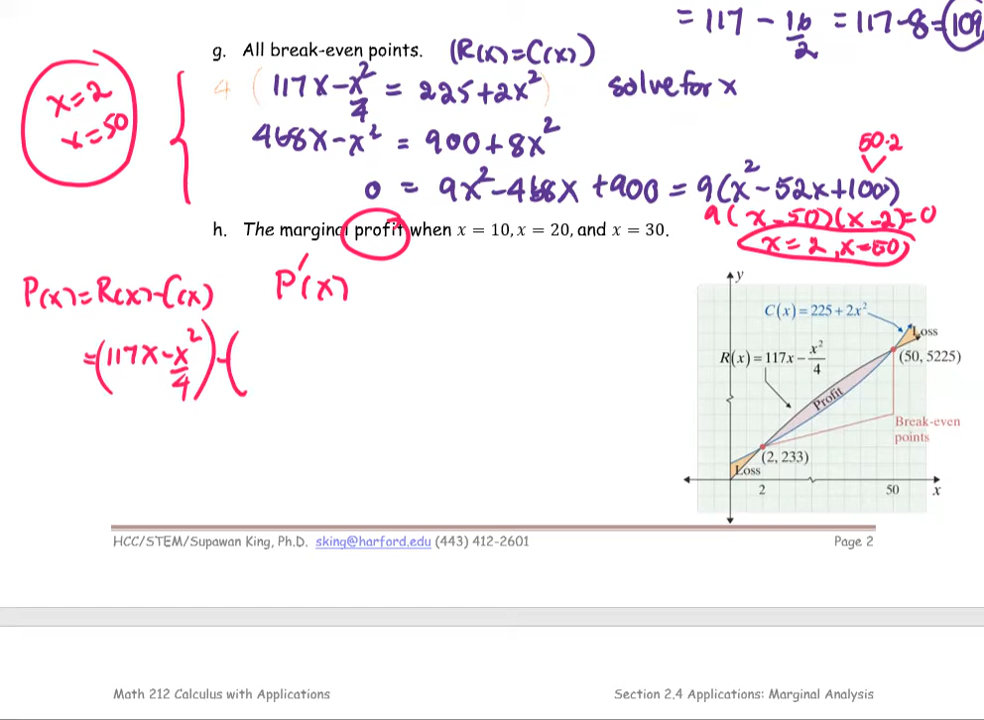 = 117 - 16/2 = 117-8 = 109
g. All break-even points. (R(x)=C(x))
x=2
x=50
4 ( 117x-x²/4 = 225+2x² ) solve for x
468x-x² = 900+8x²
50·2
0 = 9x²-468x+900 = 9(x²-52x+100)
9(x-50)(x-2)=0
h. The marginal profit when x = 10, x = 20, and x = 30.
x=2, x=50
P(x)=R(x)-C(x) P'(x)
=(117x-x²/4)-(
y
C(x) = 225 + 2x²
Loss
R(x) = 117x - x²/4
(50, 5225)
Profit
Break-even
points
(2, 233)
Loss
2 50 x
HCC/STEM/Supawan King, Ph.D. sking@harford.edu (443) 412-2601 Page 2
Math 212 Calculus with Applications Section 2.4 Applications: Marginal Analysis